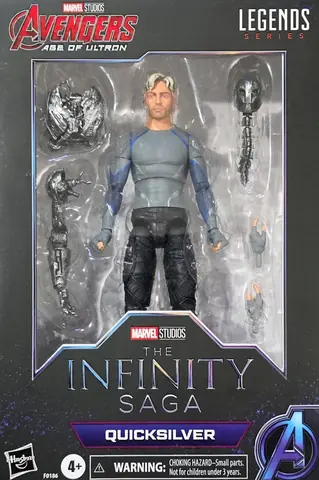 MARVEL STUDIOS
AVENGERS
AGE OF ULTRON
LEGENDS
SERIES
MARVEL STUDIOS
THE
INFINITY
SAGA
QUICKSILVER
Hasbro
F0186
4+
WARNING:
CHOKING HAZARD–Small parts.
Not for children under 3 years.